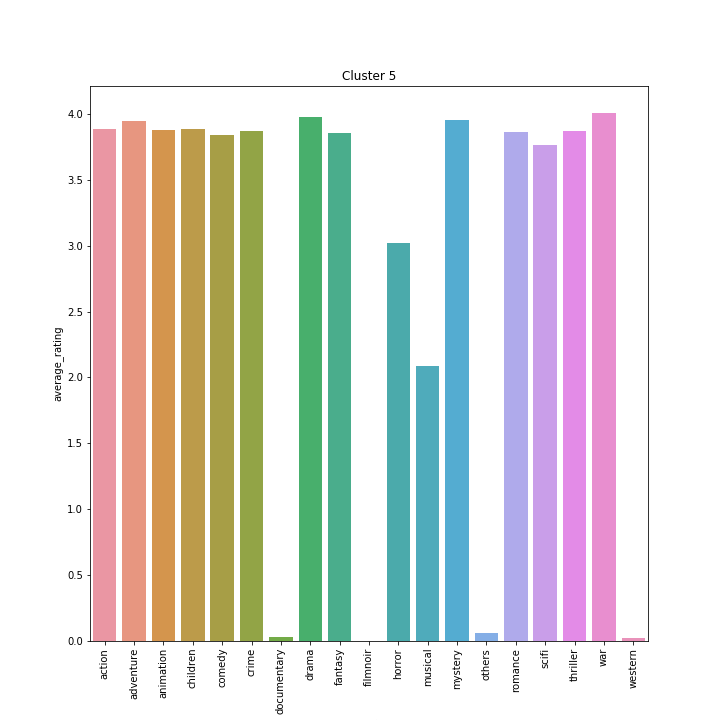 Cluster 5
average_rating
4.0
3.5
3.0
2.5
2.0
1.5
1.0
0.5
0.0
action
adventure
animation
children
comedy
crime
documentary
drama
fantasy
filmnoir
horror
musical
mystery
others
romance
scifi
thriller
war
western